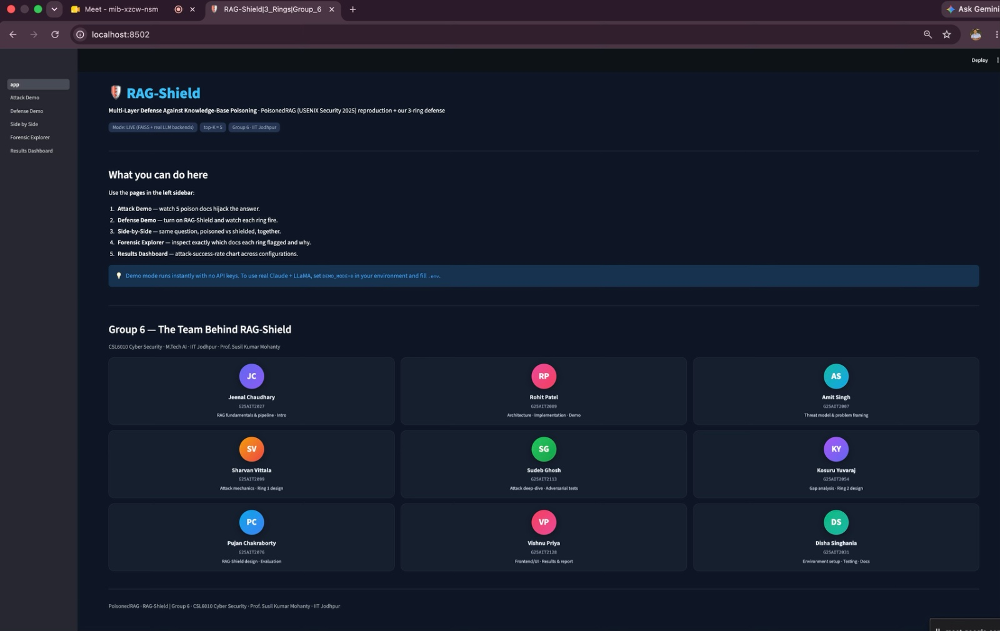 Meet - mib-xzcw-nsm
RAG-Shield|3_Rings|Group_6
Ask Gemini
localhost:8502
Deploy
app
Attack Demo
Defense Demo
Side by Side
Forensic Explorer
Results Dashboard
RAG-Shield
Multi-Layer Defense Against Knowledge-Base Poisoning · PoisonedRAG (USENIX Security 2025) reproduction + our 3-ring defense
Mode: LIVE (FAISS + real LLM backends) top-K = 5 Group 6 · IIT Jodhpur
What you can do here
Use the pages in the left sidebar:
1. Attack Demo — watch 5 poison docs hijack the answer.
2. Defense Demo — turn on RAG-Shield and watch each ring fire.
3. Side-by-Side — same question, poisoned vs shielded, together.
4. Forensic Explorer — inspect exactly which docs each ring flagged and why.
5. Results Dashboard — attack-success-rate chart across configurations.
Demo mode runs instantly with no API keys. To use real Claude + LLaMA, set DEMO_MODE=0 in your environment and fill .env.
Group 6 — The Team Behind RAG-Shield
CSL6010 Cyber Security · M.Tech AI · IIT Jodhpur · Prof. Susil Kumar Mohanty
JC
Jeenal Chaudhary
G25AIT2027
RAG fundamentals & pipeline · Intro
RP
Rohit Patel
G25AIT2089
Architecture · Implementation · Demo
AS
Amit Singh
G25AIT2007
Threat model & problem framing
SV
Sharvan Vittala
G25AIT2099
Attack mechanics · Ring 1 design
SG
Sudeb Ghosh
G25AIT2113
Attack deep-dive · Adversarial tests
KY
Kosuru Yuvaraj
G25AIT2054
Gap analysis · Ring 2 design
PC
Pujan Chakraborty
G25AIT2076
RAG-Shield design · Evaluation
VP
Vishnu Priya
G25AIT2128
Frontend/UI · Results & report
DS
Disha Singhania
G25AIT2031
Environment setup · Testing · Docs
PoisonedRAG · RAG-Shield | Group 6 · CSL6010 Cyber Security · Prof. Susil Kumar Mohanty · IIT Jodhpur